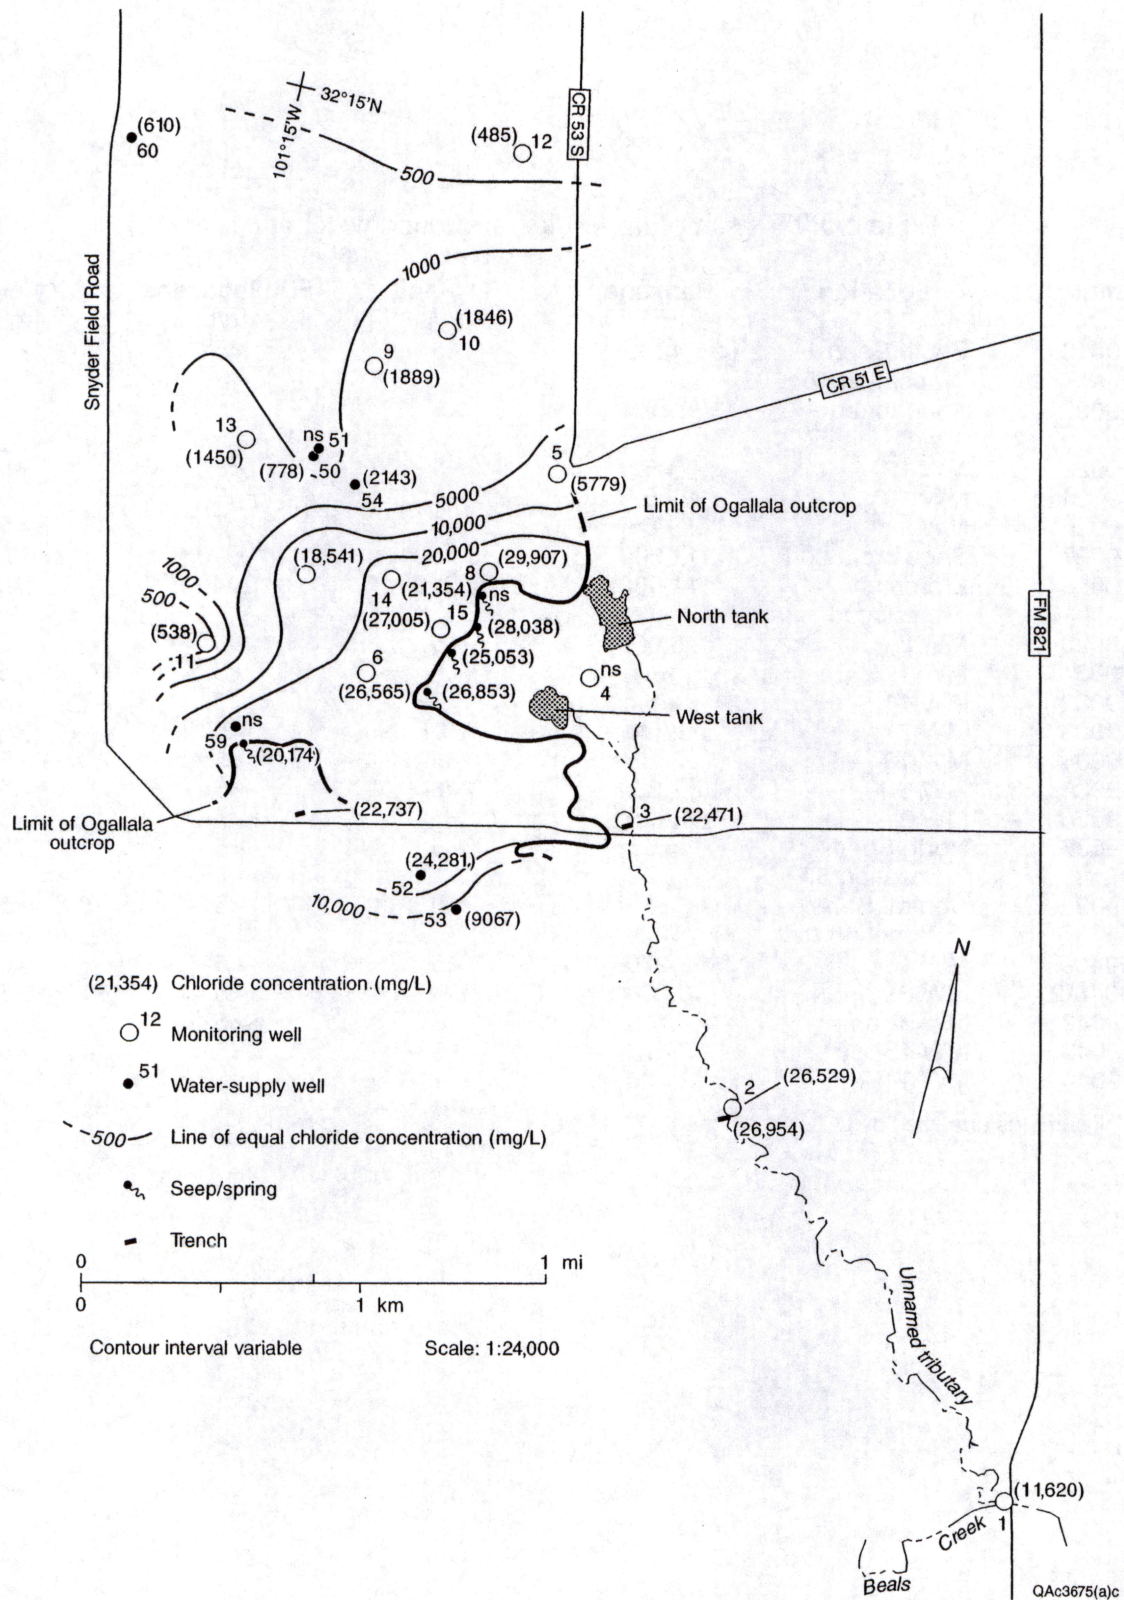 32°15'N
101°15'W
CR 53 S
(610)
60
(485)
12
500
Snyder Field Road
1000
(1846)
10
9
(1889)
CR 51 E
13
(1450)
ns
51
(778)
50
(2143)
54
5
(5779)
5000
Limit of Ogallala outcrop
10,000
20,000
(18,541)
8
(29,907)
14
(21,354)
ns
1000
500
(27,005)
15
(28,038)
North tank
FM 821
(538)
11
(25,053)
6
(26,565)
(26,853)
ns
4
West tank
ns
59
(20,174)
(22,737)
3
(22,471)
Limit of Ogallala
outcrop
(24,281)
52
10,000
53
(9067)
N
(21,354) Chloride concentration (mg/L)
12
Monitoring well
51
Water-supply well
500
Line of equal chloride concentration (mg/L)
Seep/spring
Trench
2
(26,529)
(26,954)
0 1 mi
0 1 km
Contour interval variable
Scale: 1:24,000
Unnamed tributary
(11,620)
1
Beals Creek
QAc3675(a)c